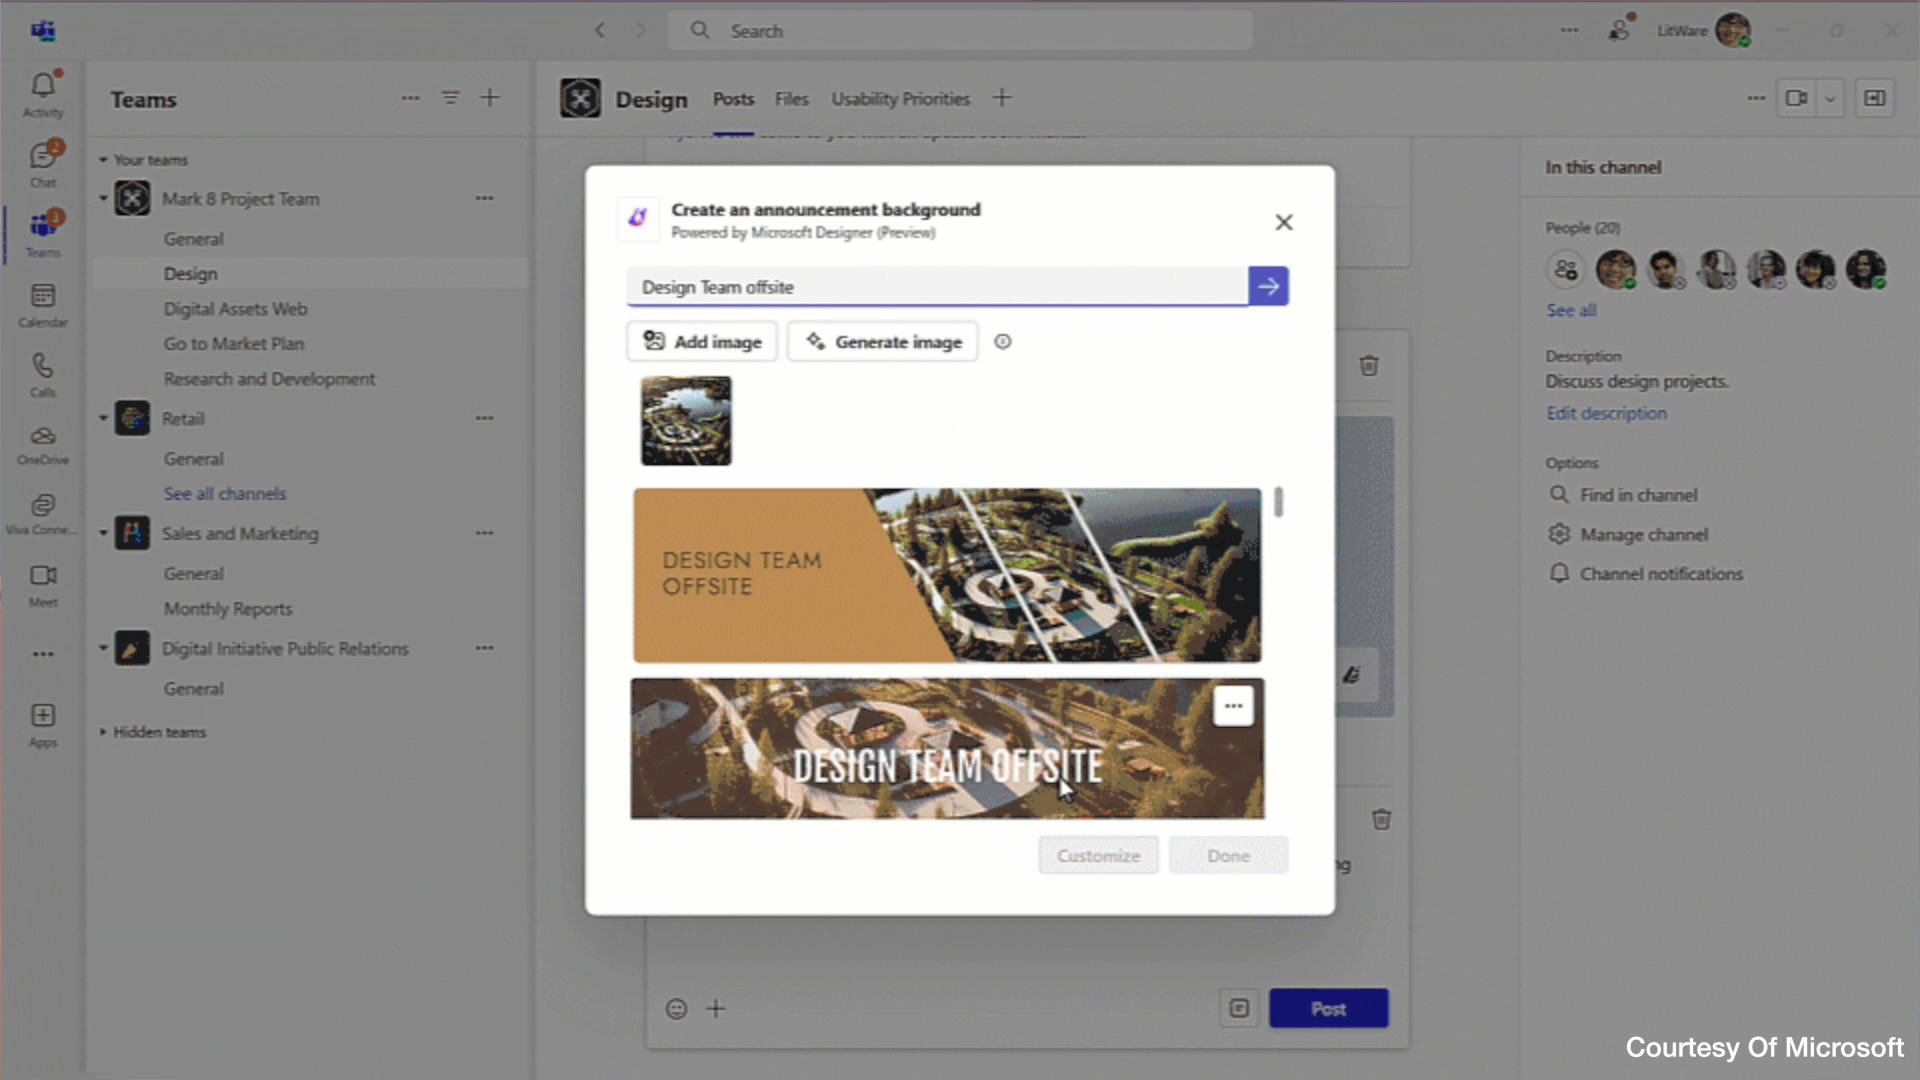 Search
LitWare
Activity
Chat
2
Teams
3
Calendar
Calls
OneDrive
Viva Conne...
Meet
Apps
Teams
Your teams
Mark 8 Project Team
General
Design
Digital Assets Web
Go to Market Plan
Research and Development
Retail
General
See all channels
Sales and Marketing
General
Monthly Reports
Digital Initiative Public Relations
General
Hidden teams
Design Posts Files Usability Priorities
Create an announcement background
Powered by Microsoft Designer (Preview)
Design Team offsite
Add image Generate image
DESIGN TEAM
OFFSITE
DESIGN TEAM OFFSITE
Customize Done
ng
Post
In this channel
People (20)
See all
Description
Discuss design projects.
Edit description
Options
Find in channel
Manage channel
Channel notifications
Courtesy Of Microsoft